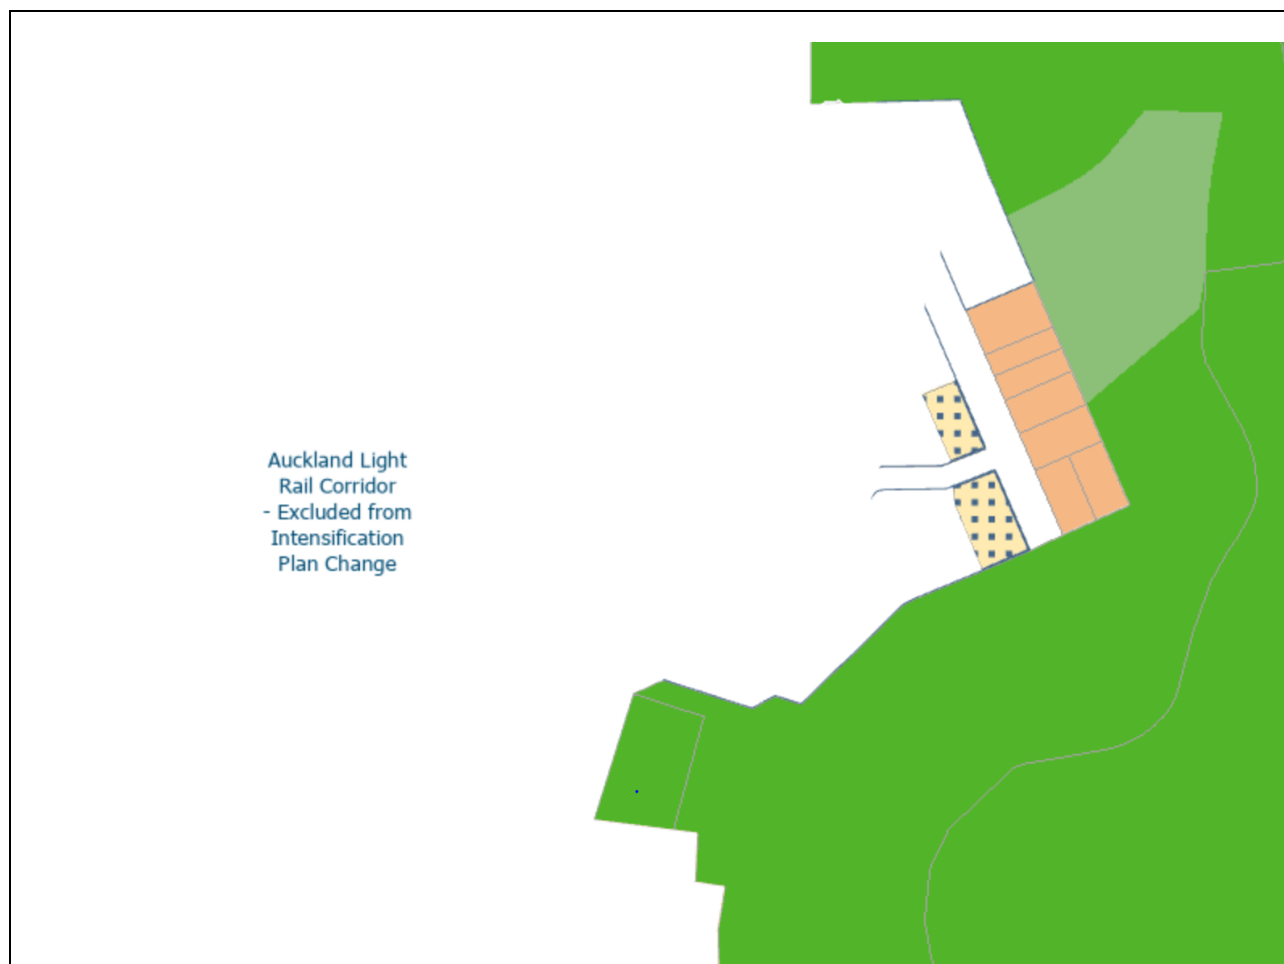 Auckland Light
Rail Corridor
- Excluded from
Intensification
Plan Change